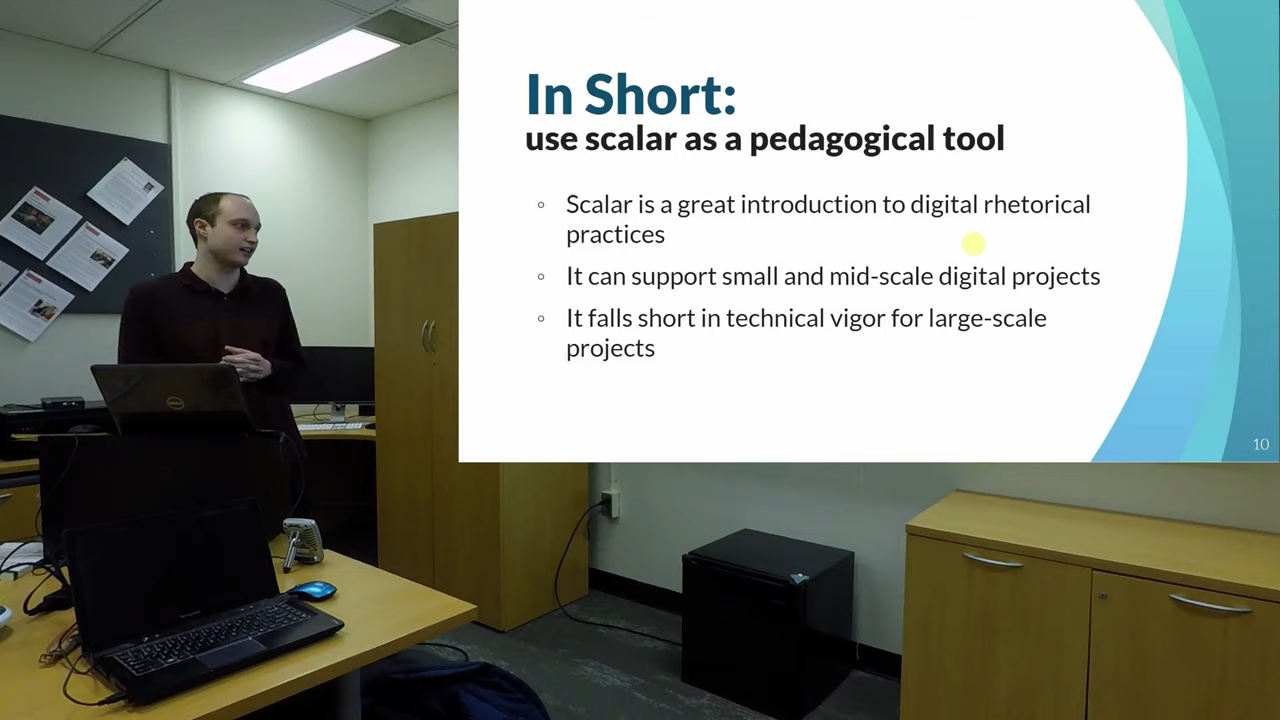 In Short:
use scalar as a pedagogical tool
Scalar is a great introduction to digital rhetorical
practices
It can support small and mid-scale digital projects
It falls short in technical vigor for large-scale
projects
10
DELL